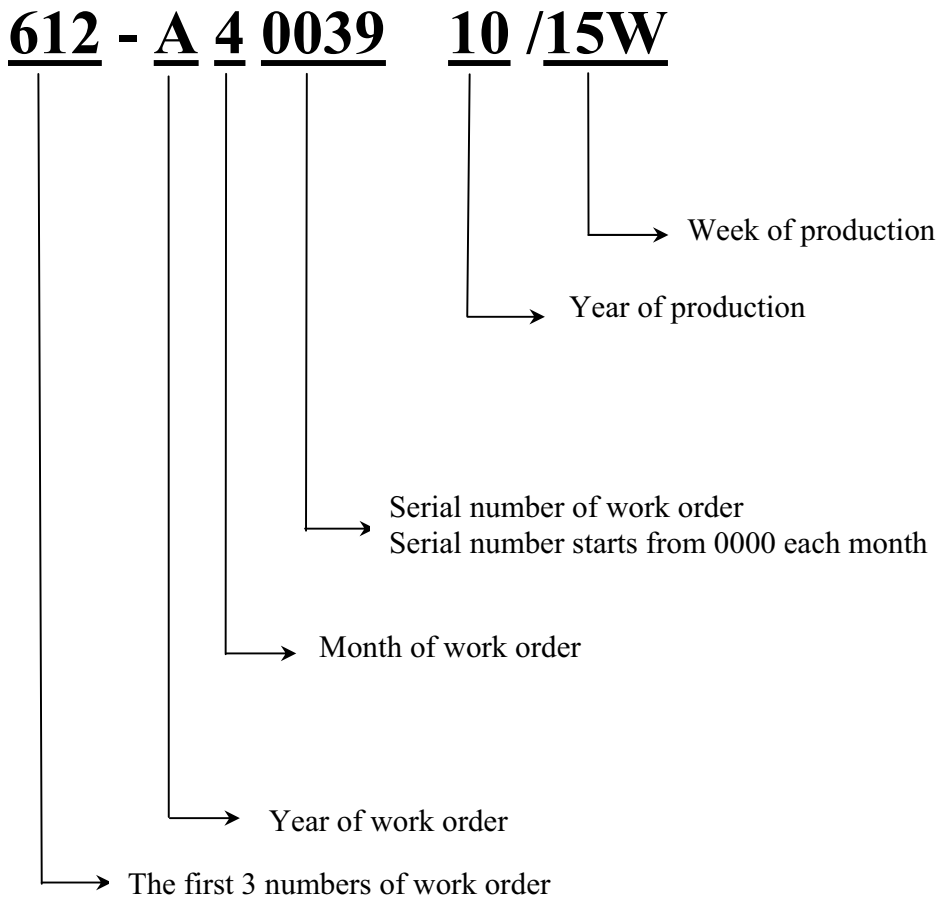 612 - A 4 0039 10 /15W
Week of production
Year of production
Serial number of work order
Serial number starts from 0000 each month
Month of work order
Year of work order
The first 3 numbers of work order